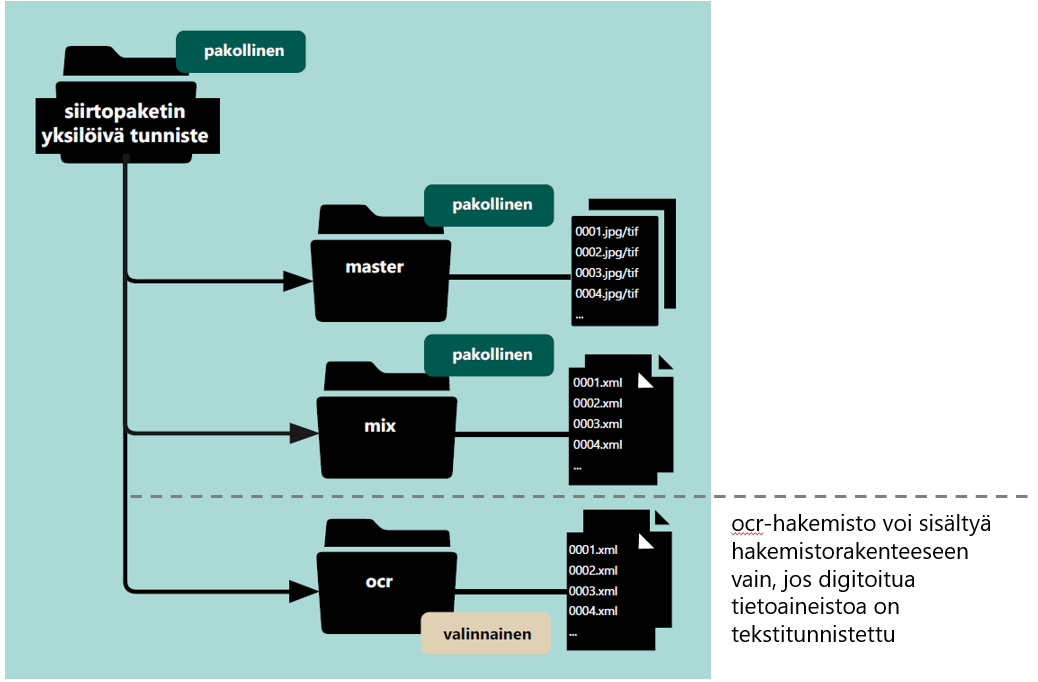 pakollinen
siirtopaketin
yksilöivä tunniste
pakollinen
master
0001.jpg/tif
0002.jpg/tif
0003.jpg/tif
0004.jpg/tif
...
pakollinen
mix
0001.xml
0002.xml
0003.xml
0004.xml
...
ocr
0001.xml
0002.xml
0003.xml
0004.xml
...
valinnainen
ocr-hakemisto voi sisältyä
hakemistorakenteeseen
vain, jos digitoitua
tietoaineistoa on
tekstitunnistettu